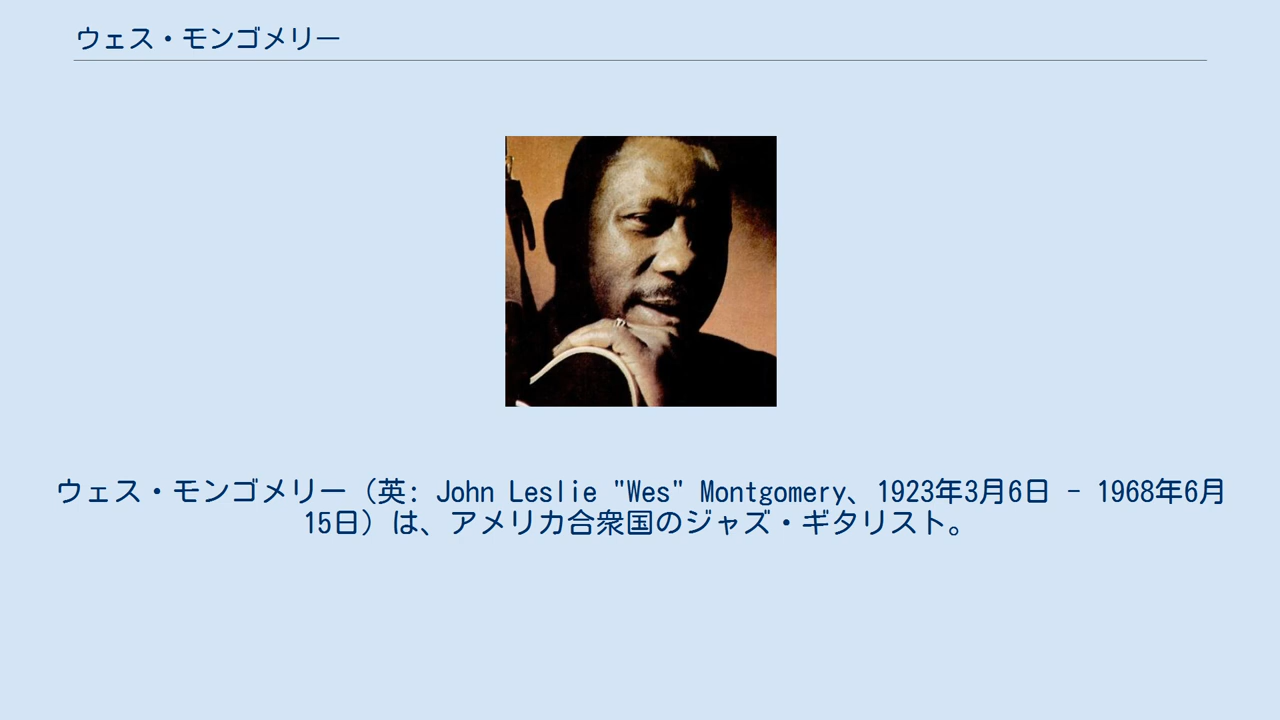 ウェス・モンゴメリー
ウェス・モンゴメリー（英: John Leslie "Wes" Montgomery、1923年3月6日 - 1968年6月
15日）は、アメリカ合衆国のジャズ・ギタリスト。